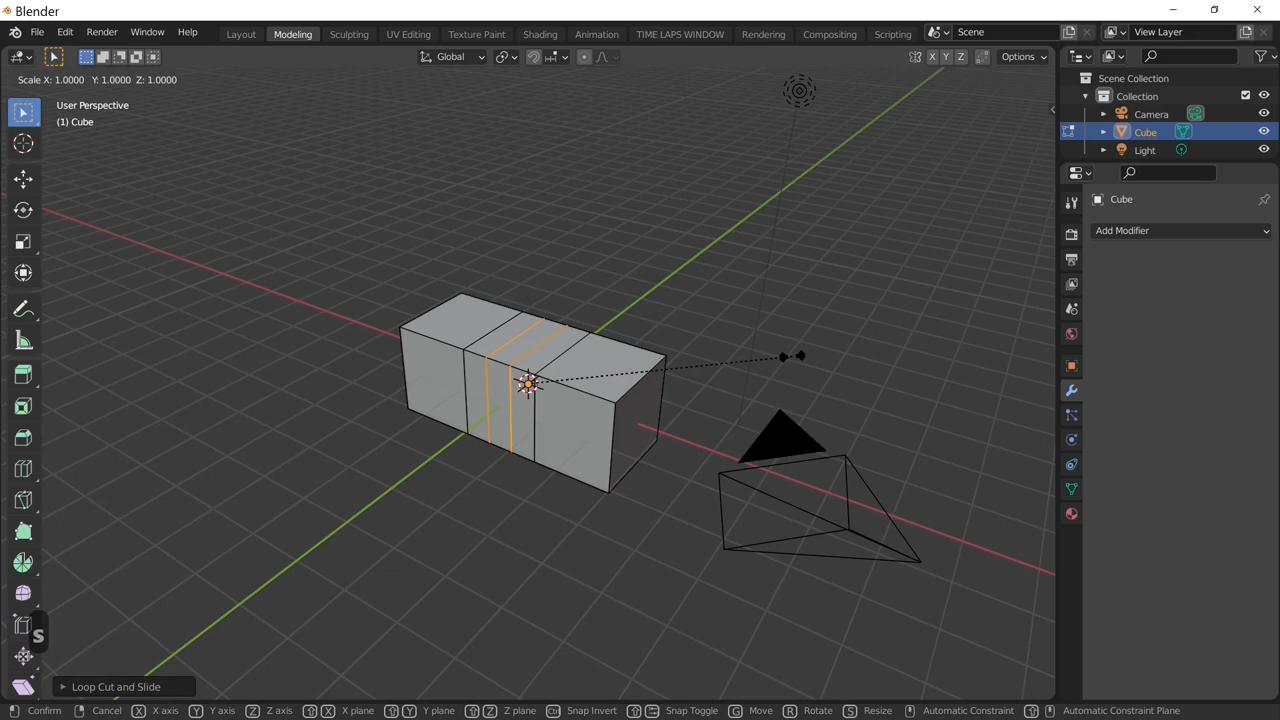 Blender
File Edit Render Window Help
Layout Modeling Sculpting UV Editing Texture Paint Shading Animation TIME LAPS WINDOW Rendering Compositing Scripting
Scene
View Layer
Global
X Y Z
Options
Scale X: 1.0000 Y: 1.0000 Z: 1.0000
User Perspective
(1) Cube
Scene Collection
Collection
Camera
Cube
Light
Cube
Add Modifier
S
Loop Cut and Slide
Confirm Cancel X X axis Y Y axis Z Z axis X X plane Y Y plane Z Z plane Ctrl Snap Invert Snap Toggle G Move R Rotate S Resize Automatic Constraint Automatic Constraint Plane